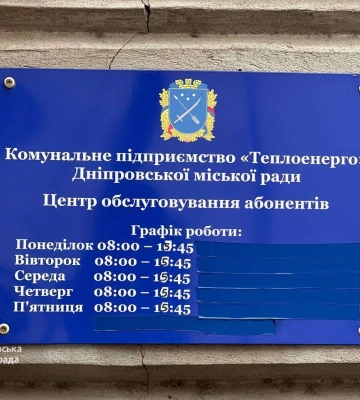 Комунальне підприємство «Теплоенерго»
Дніпровської міської ради
Центр обслуговування абонентів
Графік роботи:
Понеділок 08:00 – 15:45
Вівторок 08:00 – 15:45
Середа 08:00 – 15:45
Четверг 08:00 – 15:45
П'ятниця 08:00 – 15:45